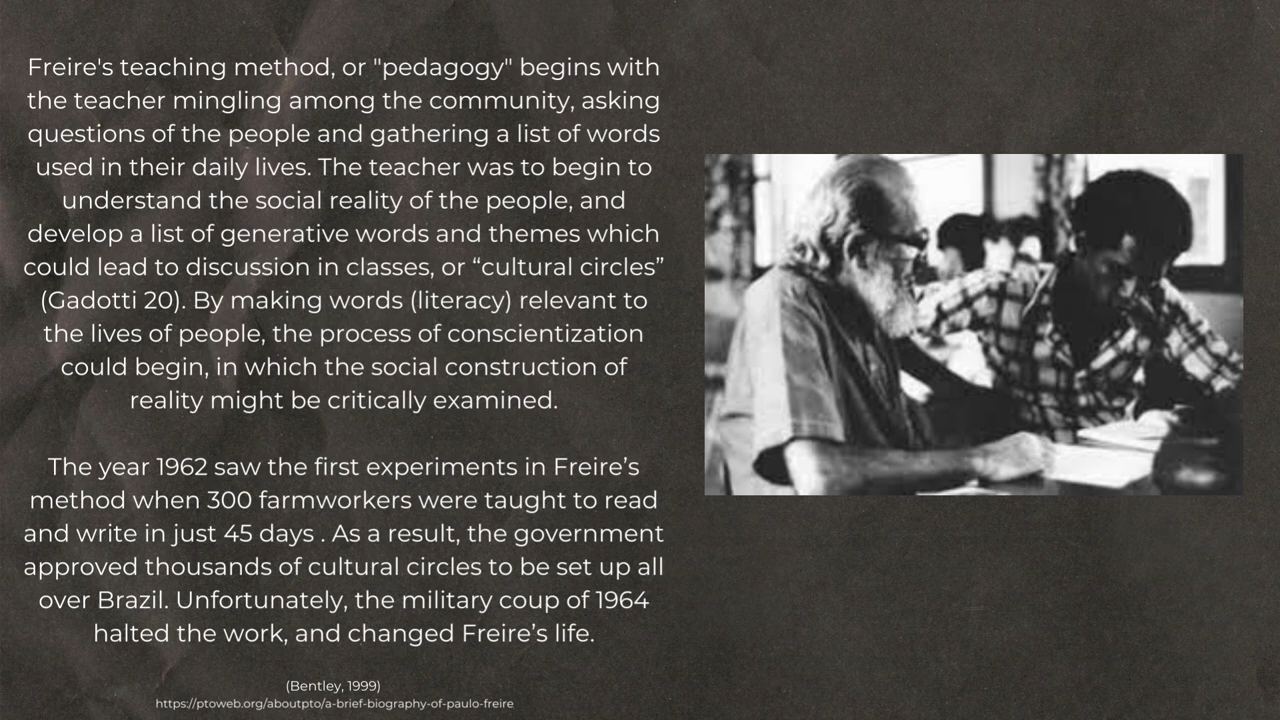 Freire's teaching method, or "pedagogy" begins with
the teacher mingling among the community, asking
questions of the people and gathering a list of words
used in their daily lives. The teacher was to begin to
understand the social reality of the people, and
develop a list of generative words and themes which
could lead to discussion in classes, or “cultural circles”
(Gadotti 20). By making words (literacy) relevant to
the lives of people, the process of conscientization
could begin, in which the social construction of
reality might be critically examined.
The year 1962 saw the first experiments in Freire’s
method when 300 farmworkers were taught to read
and write in just 45 days . As a result, the government
approved thousands of cultural circles to be set up all
over Brazil. Unfortunately, the military coup of 1964
halted the work, and changed Freire’s life.
(Bentley, 1999)
https://ptoweb.org/aboutpto/a-brief-biography-of-paulo-freire